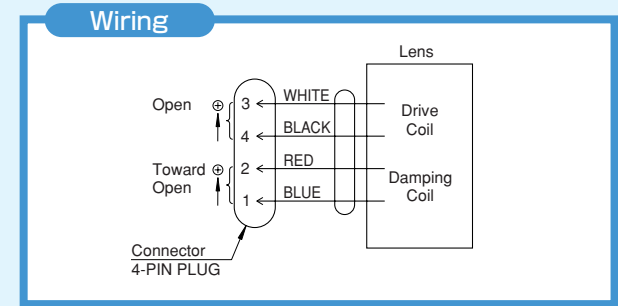 Wiring
Lens
Open ⊕ 3 WHITE
4 BLACK
Drive
Coil
Toward
Open ⊕ 2 RED
1 BLUE
Damping
Coil
Connector
4-PIN PLUG